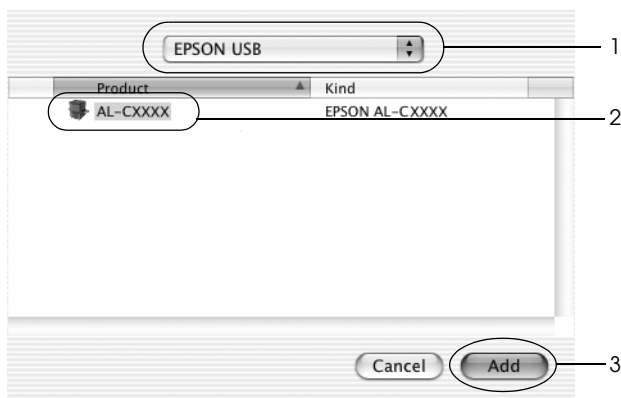 EPSON USB 1
Product Kind
AL-CXXXX EPSON AL-CXXXX 2
Cancel Add 3